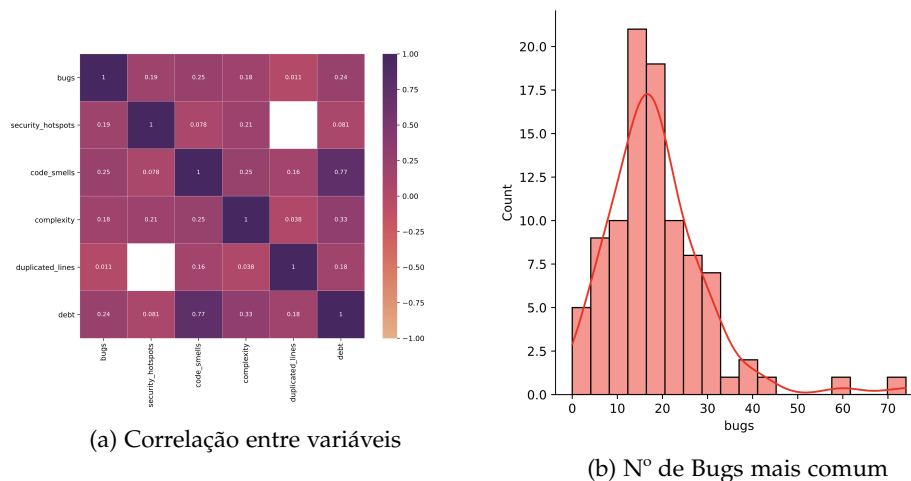 bugs
security_hotspots
code_smells
complexity
duplicated_lines
debt
1 0.19 0.25 0.18 0.011 0.24
0.19 1 0.078 0.21 0.081
0.25 0.078 1 0.25 0.16 0.77
0.18 0.21 0.25 1 0.038 0.33
0.011 0.16 0.038 1 0.18
0.24 0.081 0.77 0.33 0.18 1
bugs
security_hotspots
code_smells
complexity
duplicated_lines
debt
1.00
0.75
0.50
0.25
0.00
−0.25
−0.50
−0.75
−1.00
(a) Correlação entre variáveis
20.0
17.5
15.0
12.5
10.0
7.5
5.0
2.5
0.0
Count
0 10 20 30 40 50 60 70
bugs
(b) Nº de Bugs mais comum